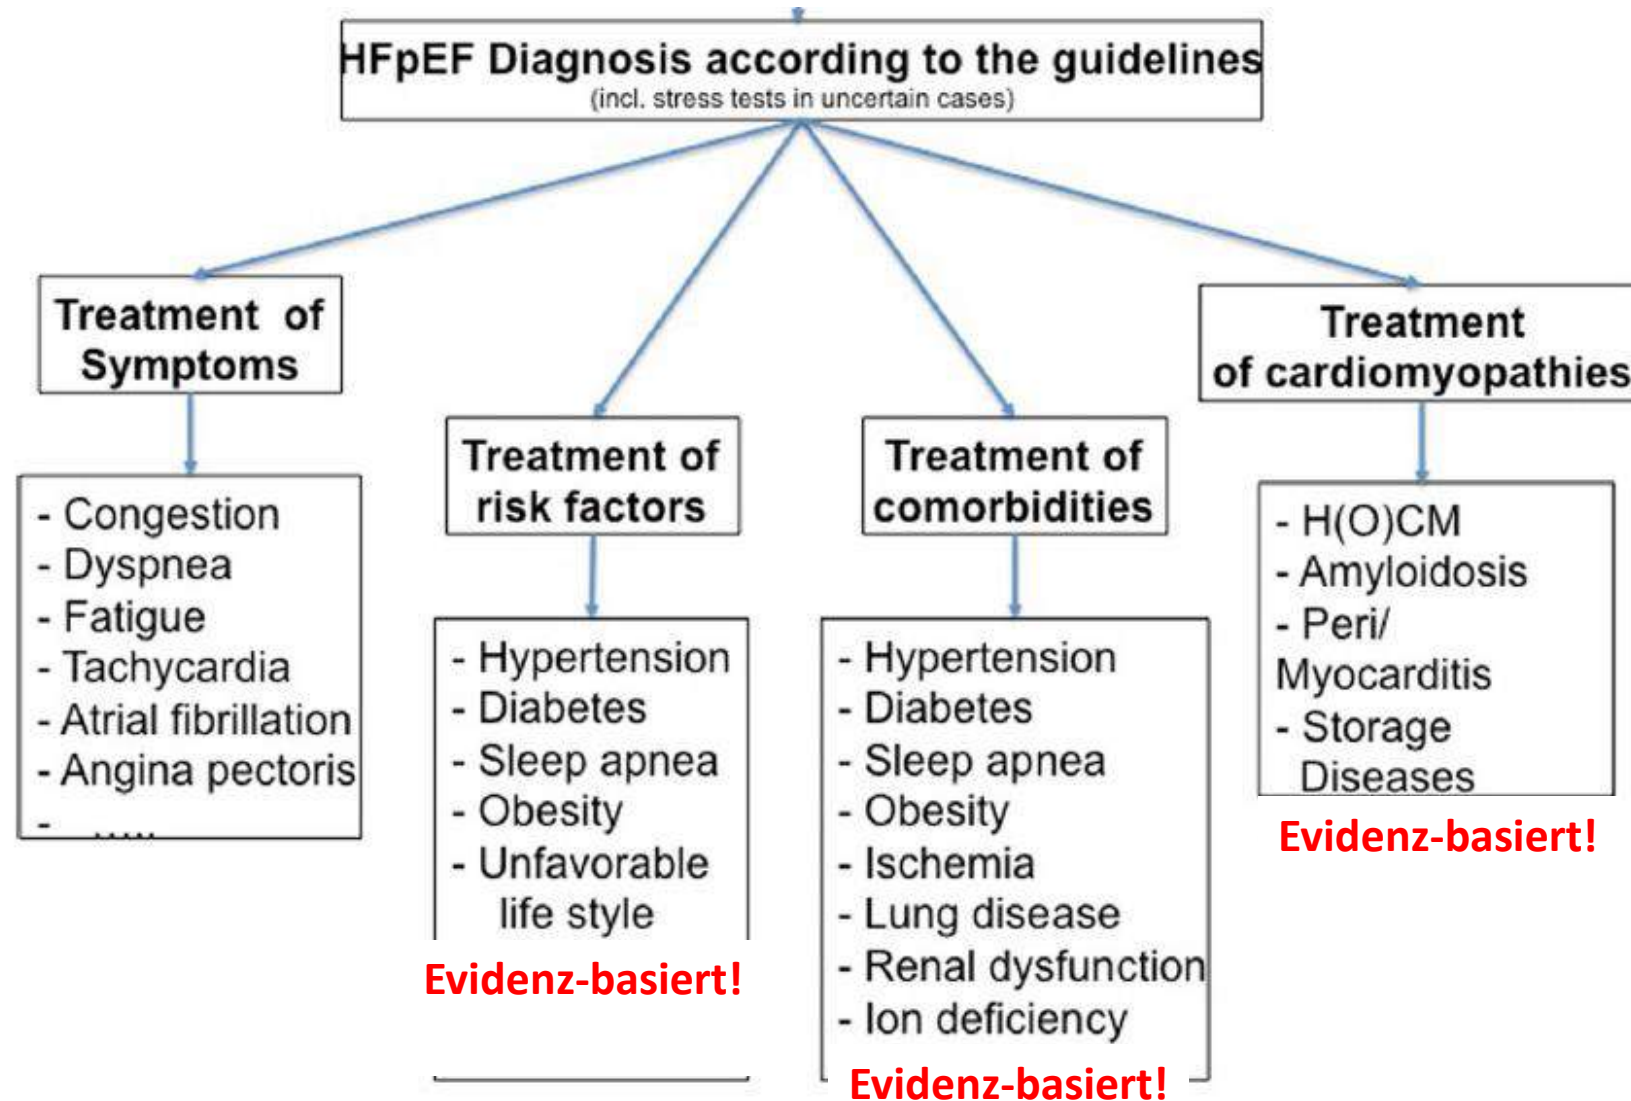 HFpEF Diagnosis according to the guidelines
(incl. stress tests in uncertain cases)
Treatment of
Symptoms
- Congestion
- Dyspnea
- Fatigue
- Tachycardia
- Atrial fibrillation
- Angina pectoris
- .....
Treatment of
risk factors
- Hypertension
- Diabetes
- Sleep apnea
- Obesity
- Unfavorable
life style
Evidenz-basiert!
Treatment of
comorbidities
- Hypertension
- Diabetes
- Sleep apnea
- Obesity
- Ischemia
- Lung disease
- Renal dysfunction
- Ion deficiency
Evidenz-basiert!
Treatment
of cardiomyopathies
- H(O)CM
- Amyloidosis
- Peri/
Myocarditis
- Storage
Diseases
Evidenz-basiert!